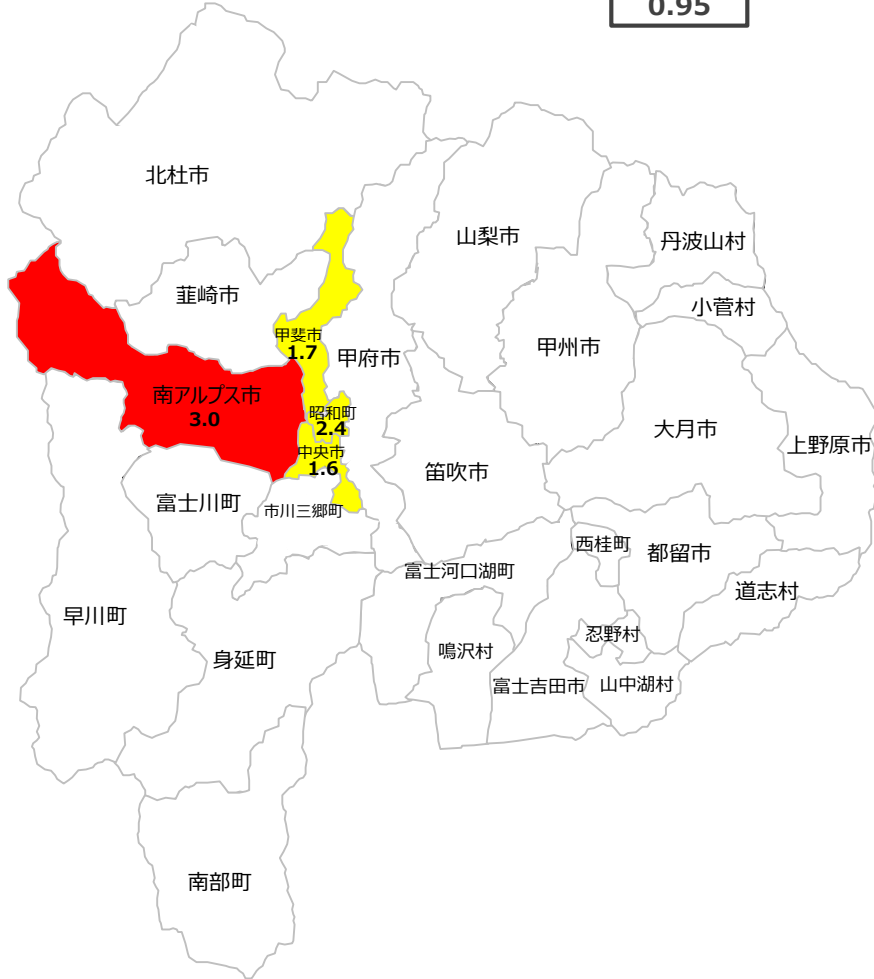 0.95
北杜市
山梨市
丹波山村
韮崎市
小菅村
甲斐市
1.7
甲府市
甲州市
南アルプス市
3.0
昭和町
2.4
大月市
上野原市
中央市
1.6
笛吹市
富士川町
市川三郷町
西桂町
都留市
富士河口湖町
道志村
早川町
忍野村
鳴沢村
身延町
富士吉田市
山中湖村
南部町